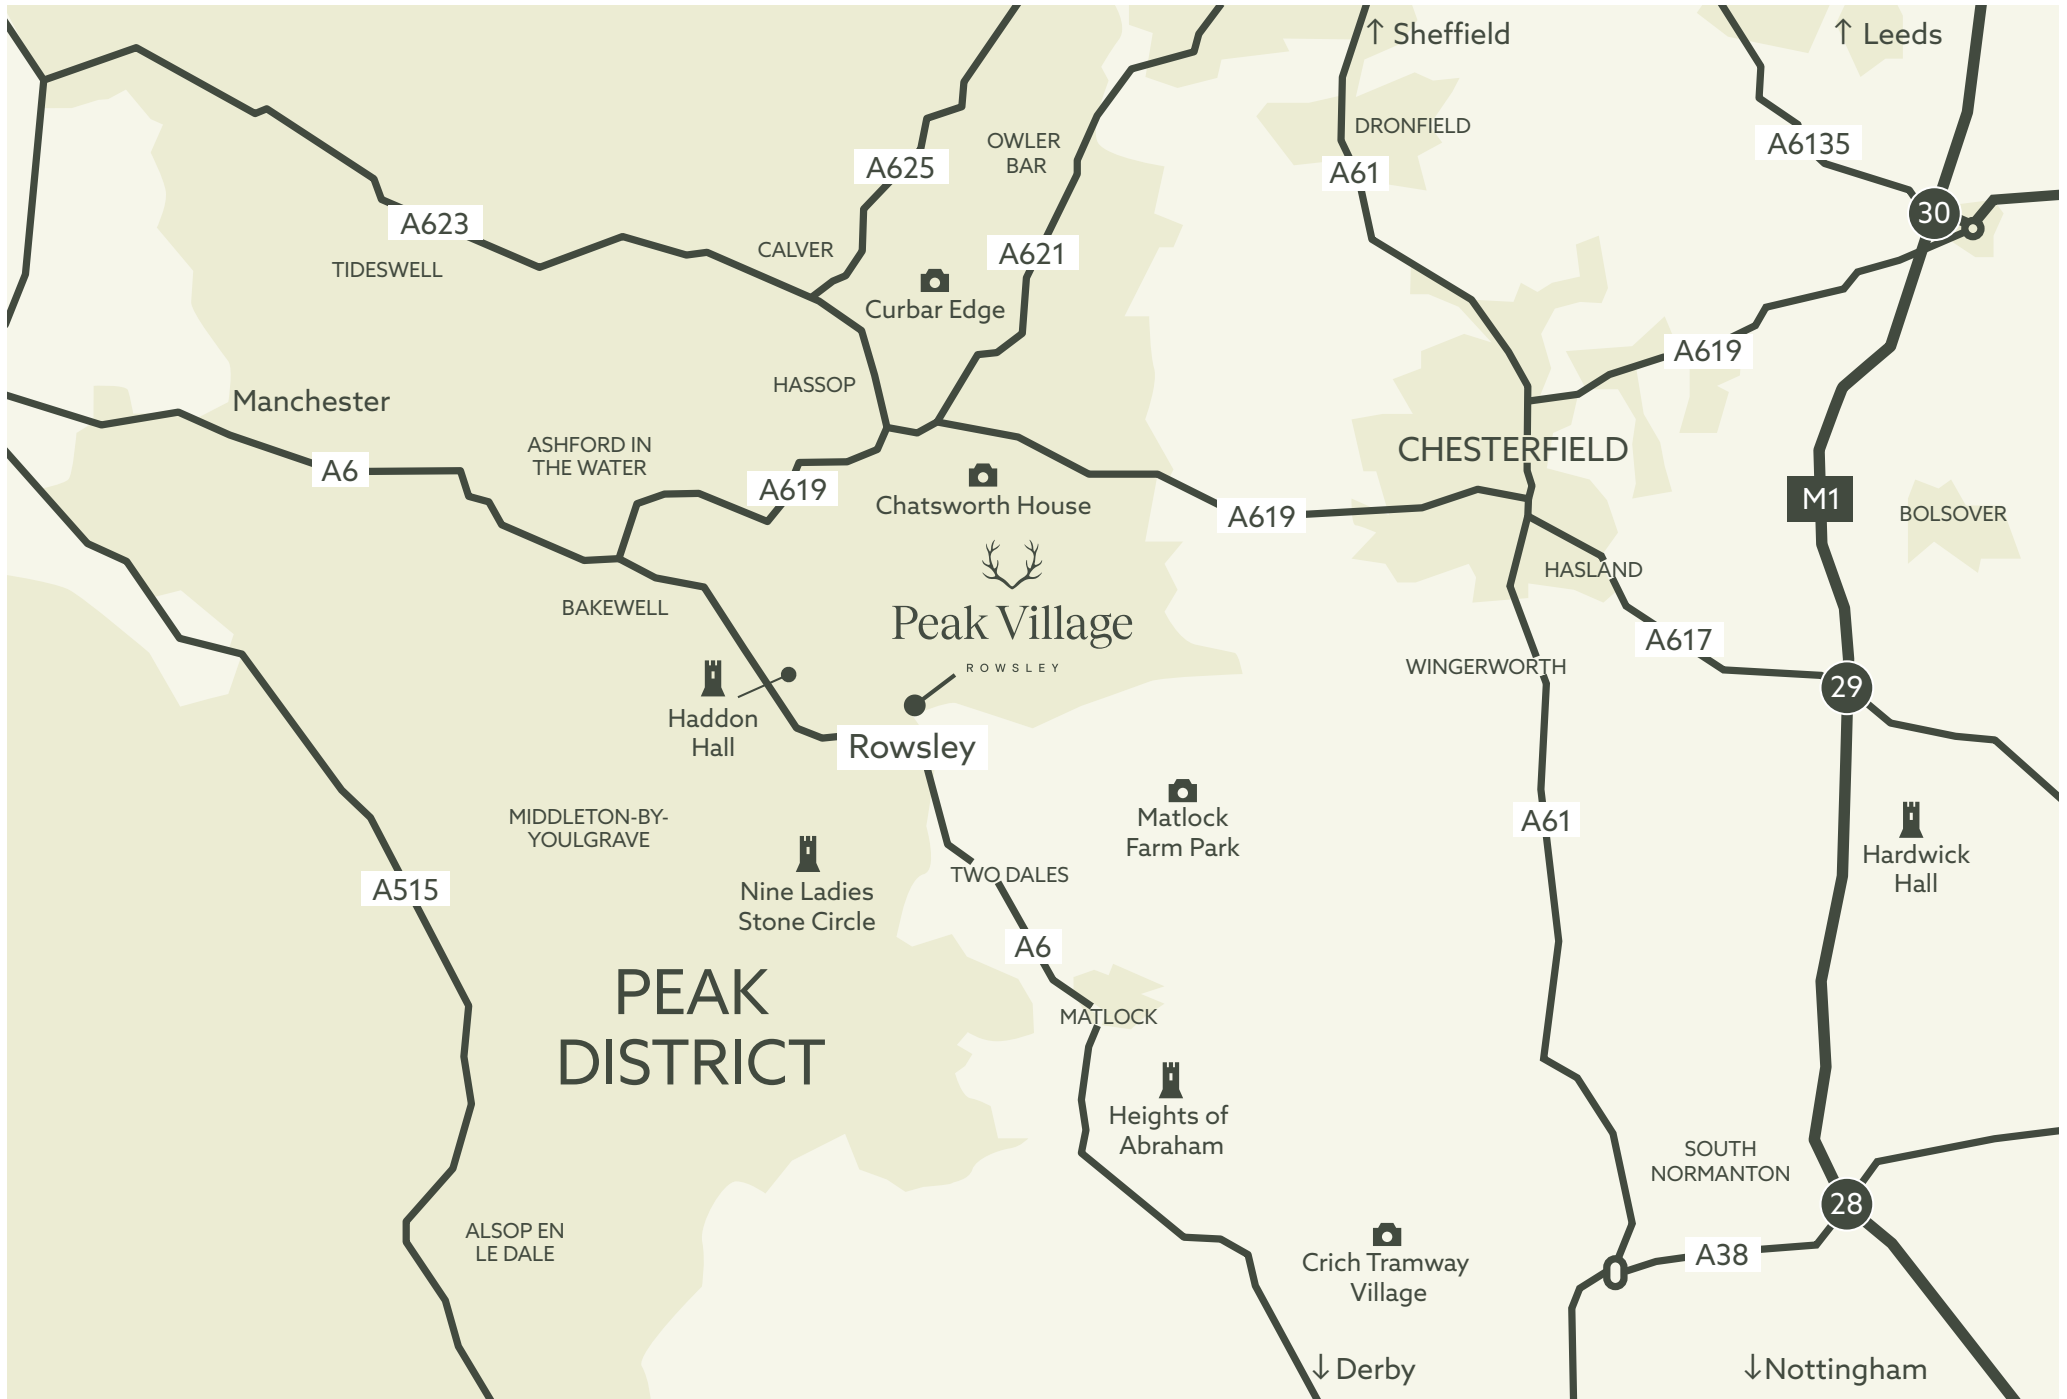 ↑ Sheffield
↑ Leeds
DRONFIELD
OWLER
BAR
A6135
A625
A61
30
A623
CALVER
A621
TIDESWELL
Curbar Edge
A619
HASSOP
Manchester
ASHFORD IN
THE WATER
CHESTERFIELD
A6
A619
Chatsworth House
A619
M1
BOLSOVER
HASLAND
BAKEWELL
Peak Village
ROWSLEY
A617
WINGERWORTH
29
Haddon
Hall
Rowsley
MIDDLETON-BY-
YOULGRAVE
Matlock
Farm Park
A61
Hardwick
Hall
A515
Nine Ladies
Stone Circle
TWO DALES
A6
PEAK
DISTRICT
MATLOCK
Heights of
Abraham
SOUTH
NORMANTON
28
ALSOP EN
LE DALE
Crich Tramway
Village
A38
↓ Derby
↓Nottingham